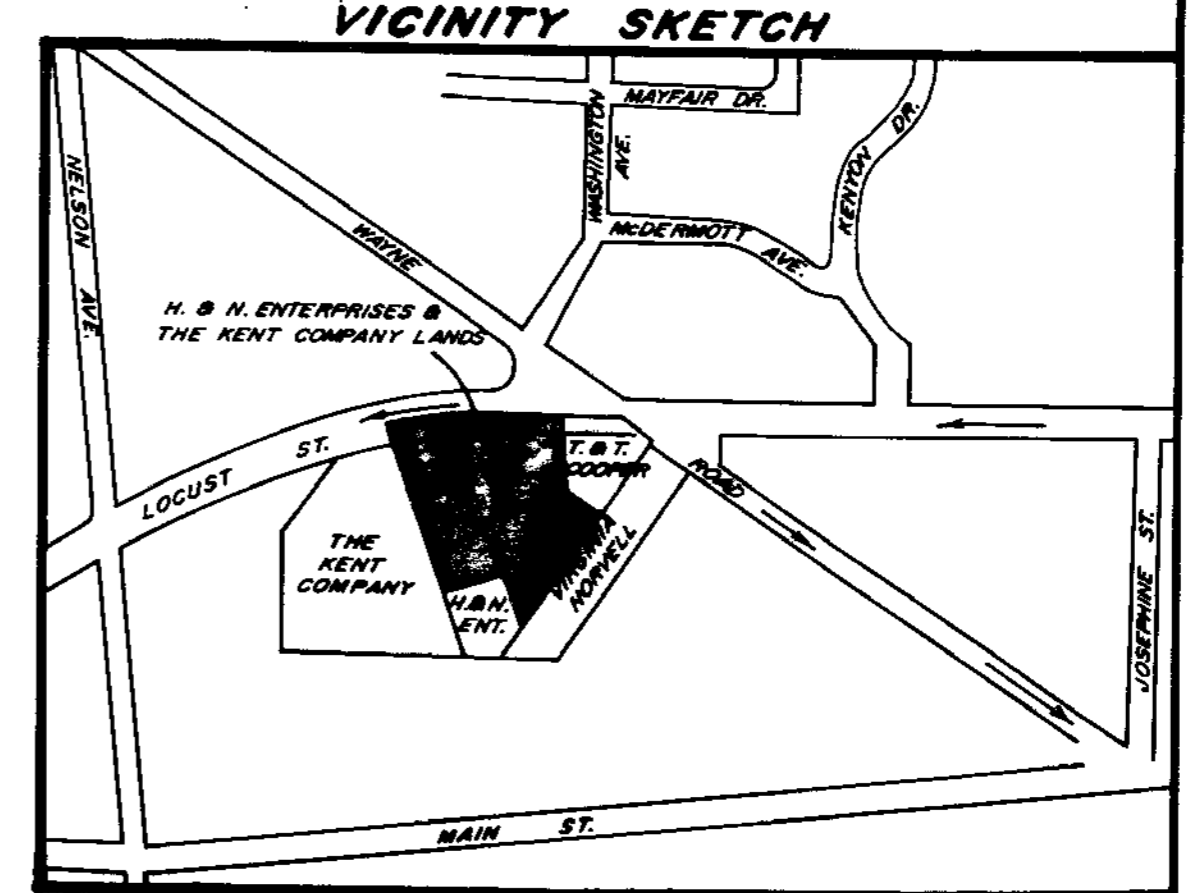 VICINITY SKETCH
MAYFAIR DR.
WASHINGTON
AVE.
KENYON DR.
NELSON AVE.
McDERMOTT AVE.
WAYNE
H. & N. ENTERPRISES &
THE KENT COMPANY LANDS
LOCUST ST.
T. & T.
COOPER
ROAD
THE
KENT
COMPANY
VIRGINIA
NORVELL
H.& N.
ENT.
JOSEPHINE ST.
MAIN ST.